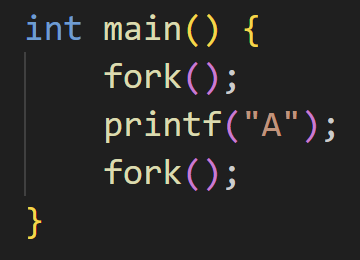 int main() {
    fork();
    printf("A");
    fork();
}